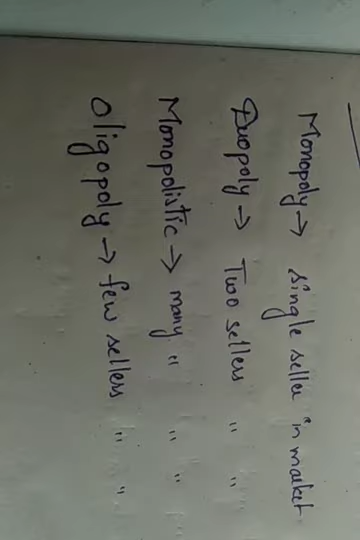 Monopoly → single seller in market
Duopoly → Two sellers " "
Monopolistic → many " " "
Oligopoly → few sellers " "